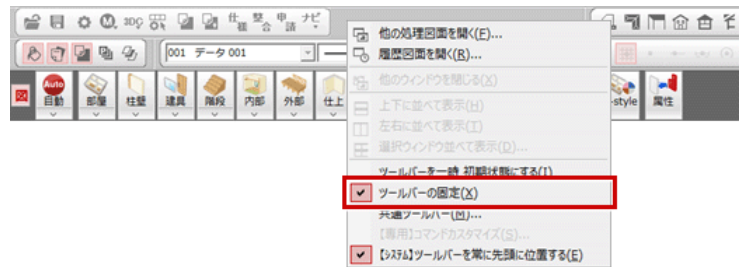 3DS
仕様
整合
申請
ナビ
001 データ 001
Auto
自動
部屋
柱壁
建具
階段
内部
外部
仕上
-style
属性
他の処理図面を開く(F)...
履歴図面を開く(R)...
他のウィンドウを閉じる(X)
上下に並べて表示(H)
左右に並べて表示(T)
選択ウィンドウ並べて表示(D)...
ツールバーを一時 初期状態にする(I)
ツールバーの固定(X)
共通ツールバー(M)...
【専用】コマンドカスタマイズ(S)...
【システム】ツールバーを常に先頭に位置する(E)